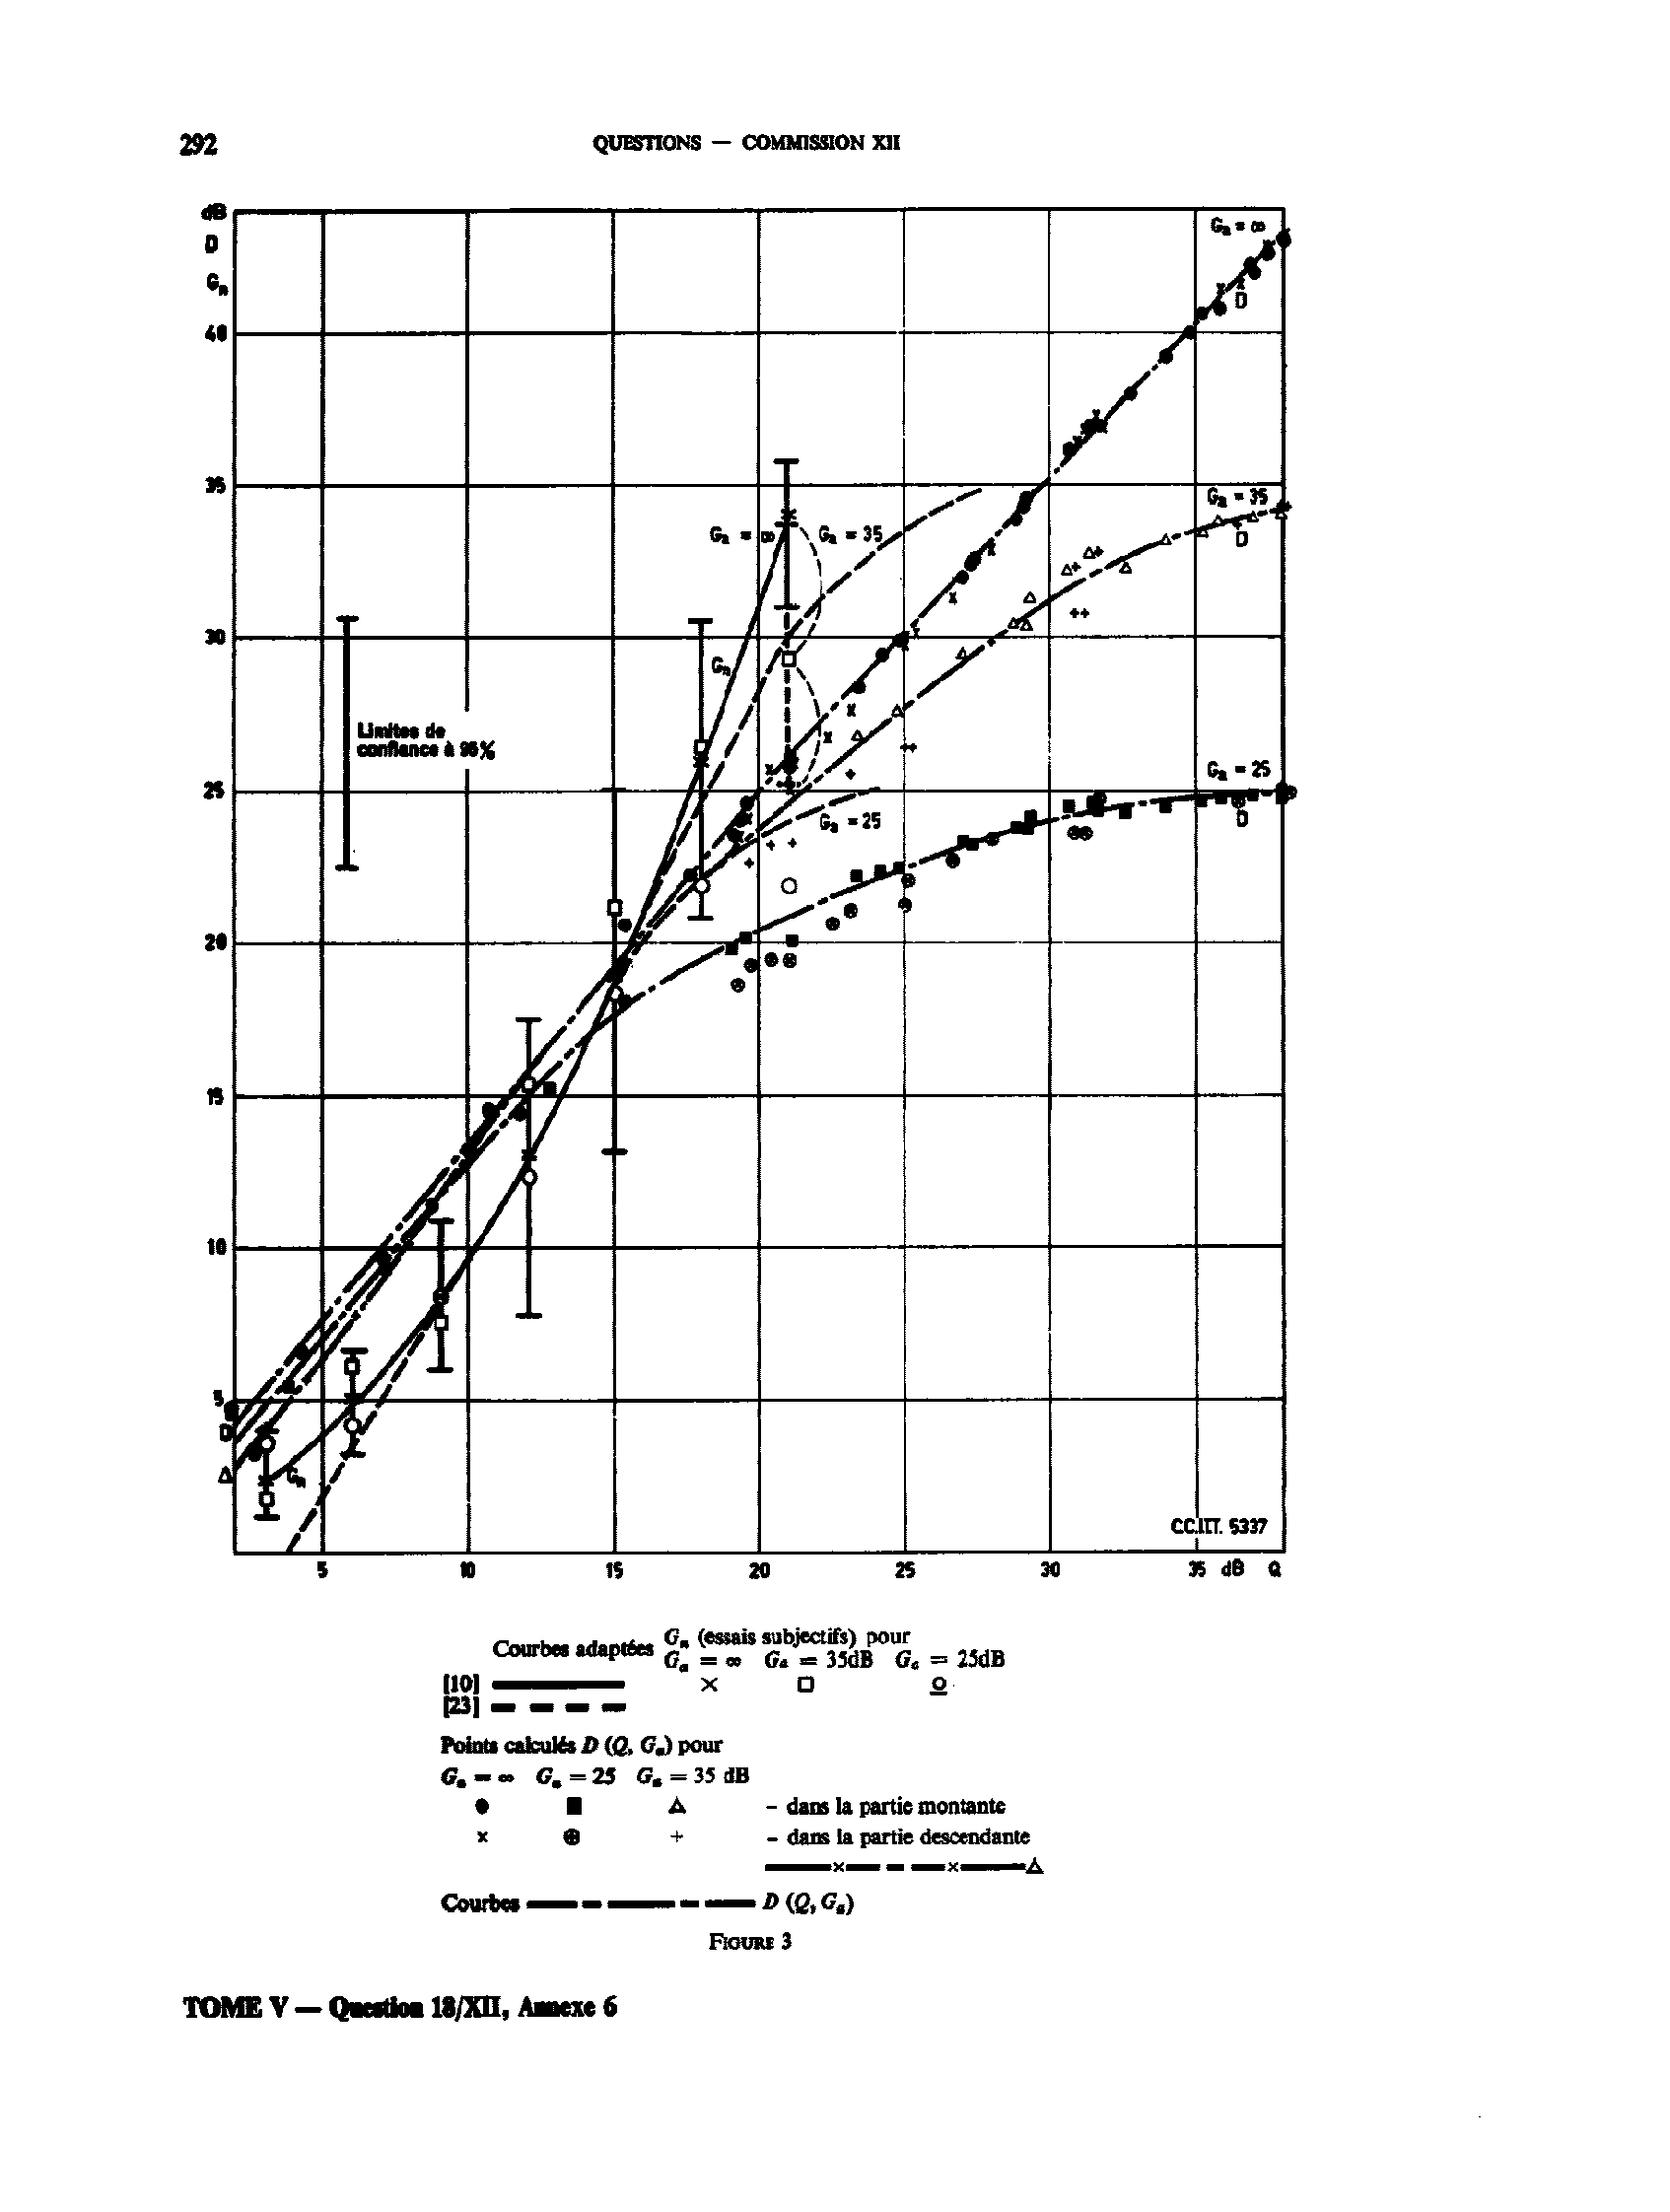 292
QUESTIONS — COMMISSION XII
dB
D
Gn
40
35
30
25
20
15
10
5
Ga = ∞
D
Ga = 35
D
Ga = 25
D
Ga = ∞
Ga = 35
Gn
Ga = 25
Gn
Limites de
confiance à 95%
CC.ITT. 5337
5 10 15 20 25 30 35 dB Q
Courbes adaptées
Gn (essais subjectifs) pour
Ga = ∞ Ga = 35dB Ga = 25dB
[10] × □ O
[23]
Points calculés D (Q, Ga) pour
Ga = ∞ Ga = 25 Ga = 35 dB
● ■ △ – dans la partie montante
× ⊕ + – dans la partie descendante
Courbes D (Q, Ga)
FIGURE 3
TOME V — Question 18/XII, Annexe 6